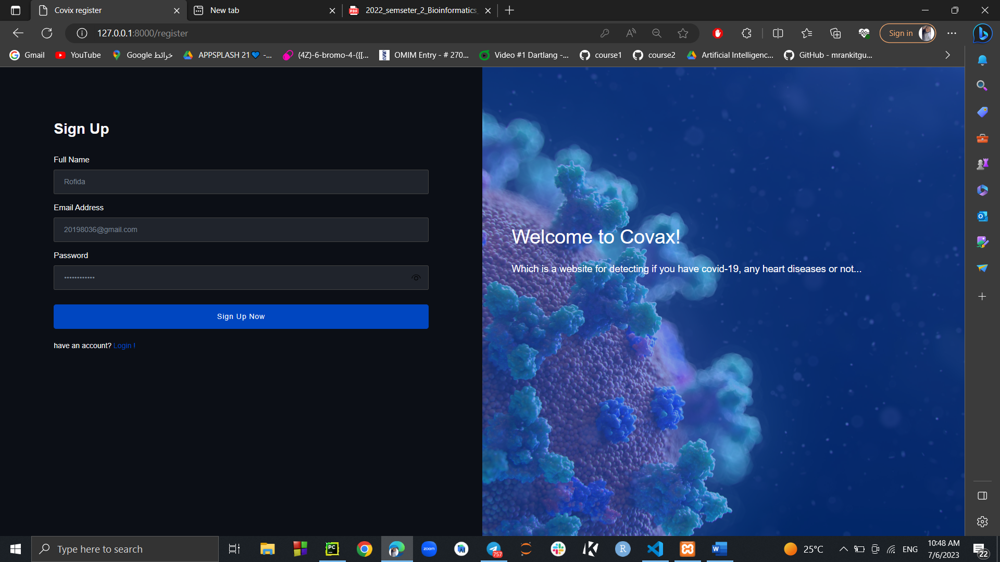 Covix register
New tab
2022_semseter_2_Bioinformatics_
127.0.0.1:8000/register
Sign in
Gmail
YouTube
خرائط Google
APPSPLASH 21💙 -...
(4Z)-6-bromo-4-({[...
OMIM Entry - # 270...
Video #1 Dartlang -...
course1
course2
Artificial Intelligenc...
GitHub - mrankitgu...
Sign Up
Full Name
Rofida
Email Address
20198036@gmail.com
Password
••••••••••••
Sign Up Now
have an account? Login !
Welcome to Covax!
Which is a website for detecting if you have covid-19, any heart diseases or not...
Type here to search
PC
zoom
757
R
W
25°C
ENG
10:48 AM
7/6/2023
22